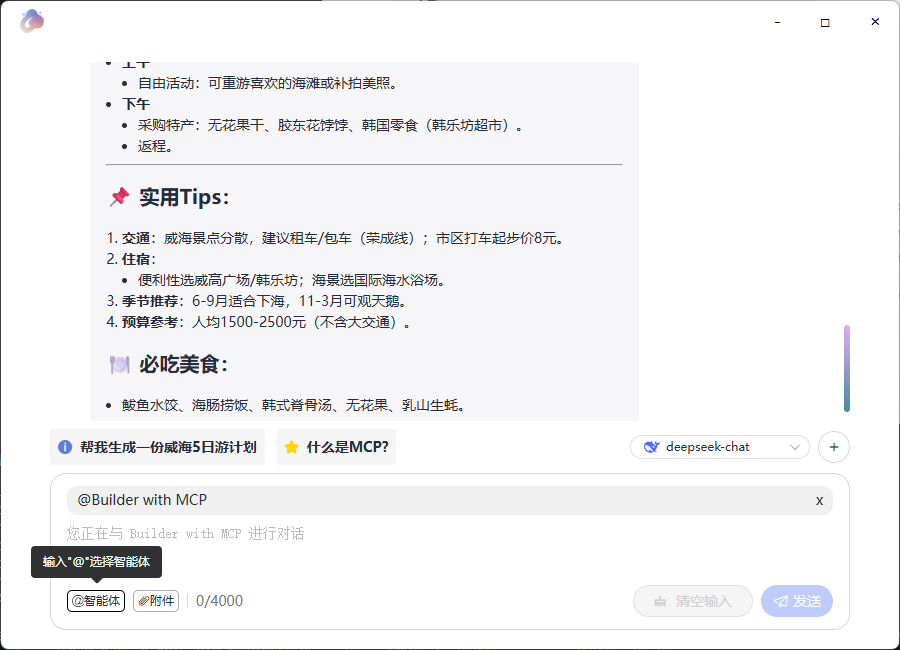 上午
自由活动：可重游喜欢的海滩或补拍美照。
下午
采购特产：无花果干、胶东花饽饽、韩国零食（韩乐坊超市）。
返程。
实用Tips：
1. 交通：威海景点分散，建议租车/包车（荣成线）；市区打车起步价8元。
2. 住宿：
便利性选威高广场/韩乐坊；海景选国际海水浴场。
3. 季节推荐：6-9月适合下海，11-3月可观天鹅。
4. 预算参考：人均1500-2500元（不含大交通）。
必吃美食：
鲅鱼水饺、海肠捞饭、韩式脊骨汤、无花果、乳山生蚝。
帮我生成一份威海5日游计划
什么是MCP?
deepseek-chat
@Builder with MCP
x
您正在与 Builder with MCP 进行对话
输入"@"选择智能体
@智能体
附件
0/4000
清空输入
发送